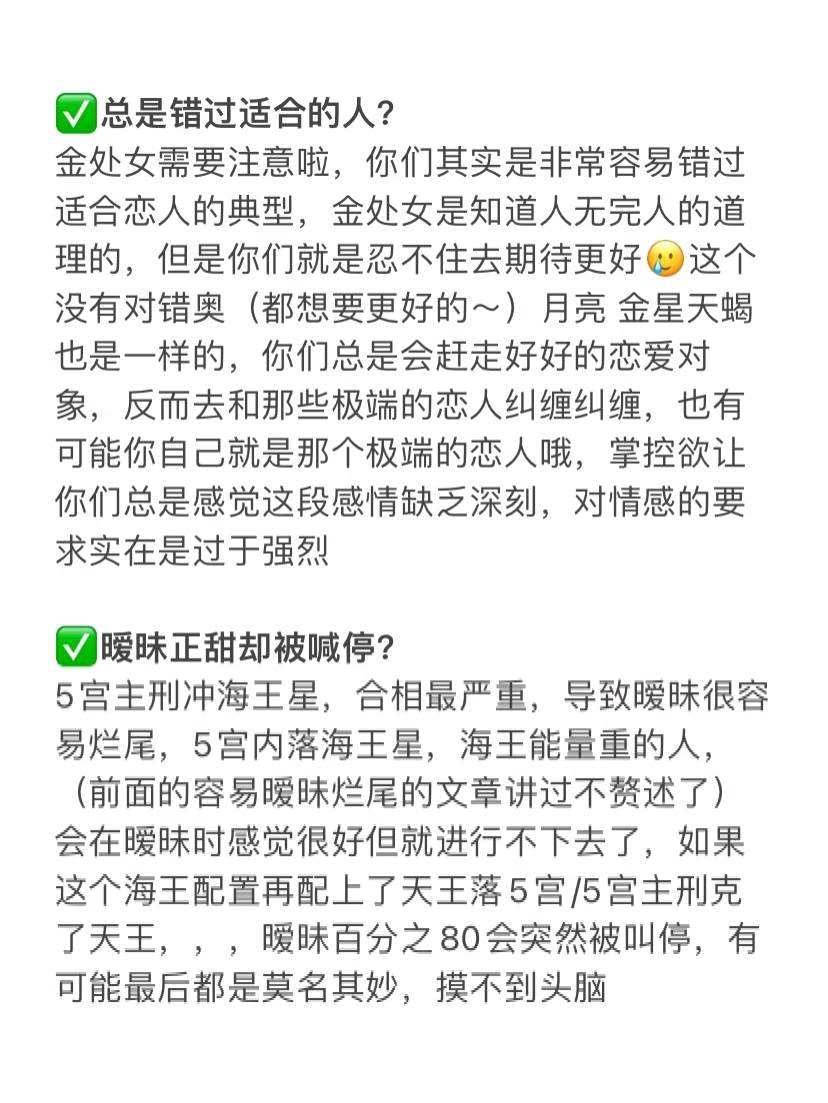 ✅总是错过适合的人?
金处女需要注意啦，你们其实是非常容易错过
适合恋人的典型，金处女是知道人无完人的道
理的，但是你们就是忍不住去期待更好🥲这个
没有对错奥（都想要更好的～）月亮 金星天蝎
也是一样的，你们总是会赶走好好的恋爱对
象，反而去和那些极端的恋人纠缠纠缠，也有
可能你自己就是那个极端的恋人哦，掌控欲让
你们总是感觉这段感情缺乏深刻，对情感的要
求实在是过于强烈
✅暧昧正甜却被喊停?
5宫主刑冲海王星，合相最严重，导致暧昧很容
易烂尾，5宫内落海王星，海王能量重的人，
（前面的容易暧昧烂尾的文章讲过不赘述了）
会在暧昧时感觉很好但就进行不下去了，如果
这个海王配置再配上了天王落5宫/5宫主刑克
了天王，，，暧昧百分之80会突然被叫停，有
可能最后都是莫名其妙，摸不到头脑